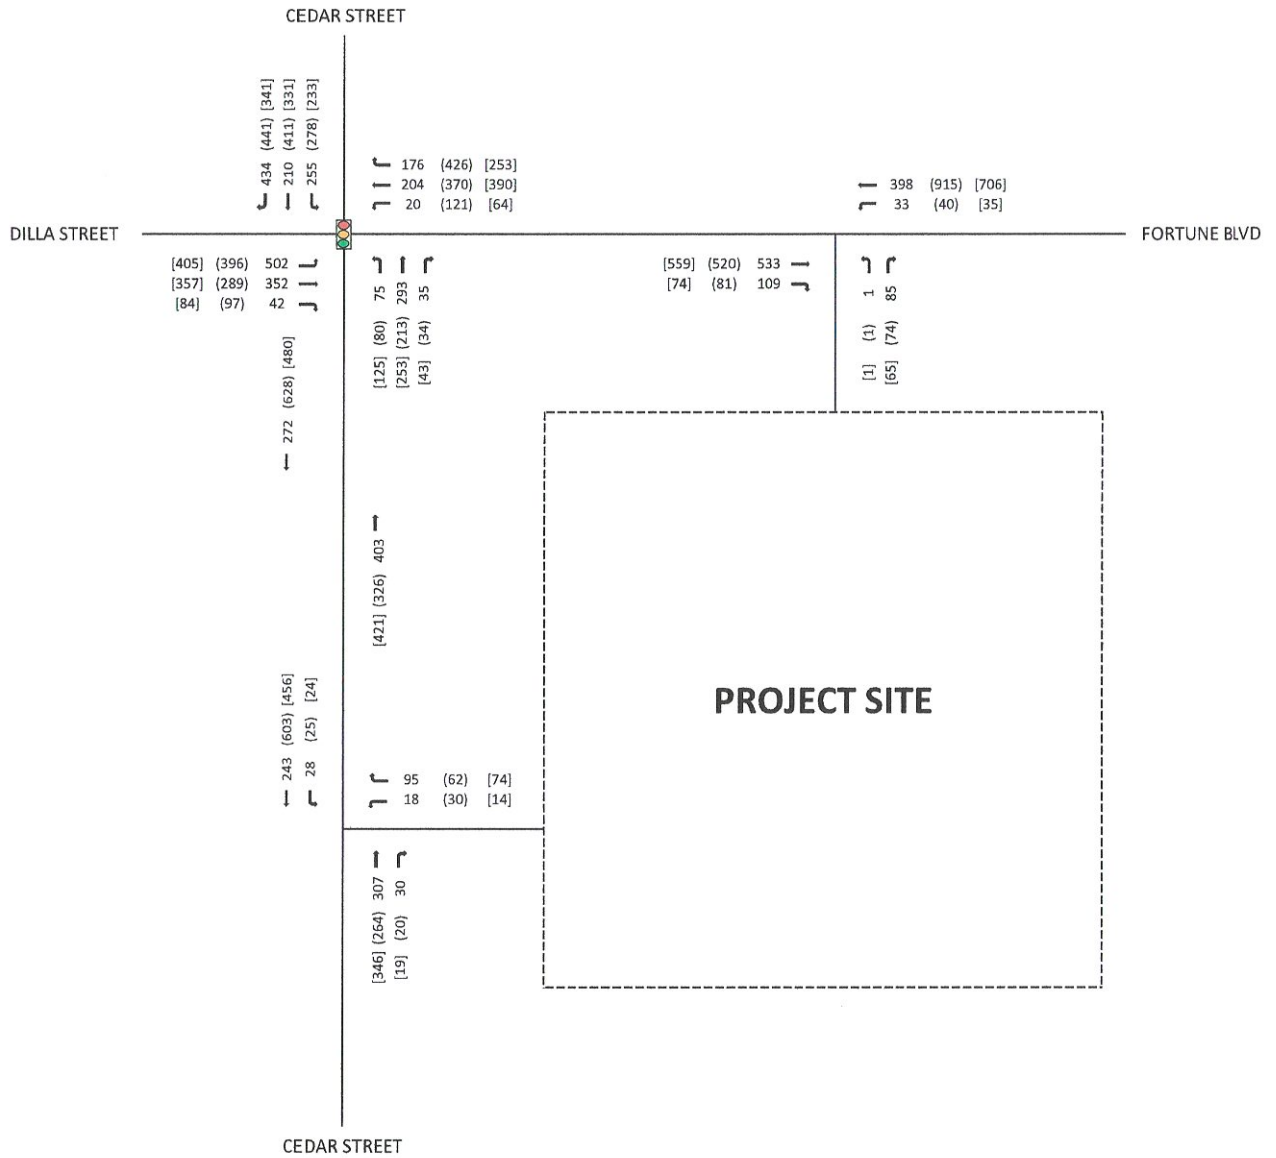 CEDAR STREET
434 (441) [341]
210 (411) [331]
255 (278) [233]
176 (426) [253]
204 (370) [390]
20 (121) [64]
398 (915) [706]
33 (40) [35]
DILLA STREET
FORTUNE BLVD
[405] (396) 502
[357] (289) 352
[84] (97) 42
[125] (80) 75
[253] (213) 293
[43] (34) 35
[559] (520) 533
[74] (81) 109
[1] (1) 1
[65] (74) 85
272 (628) [480]
[421] (326) 403
243 (603) [456]
28 (25) [24]
PROJECT SITE
95 (62) [74]
18 (30) [14]
[346] (264) 307
[19] (20) 30
CEDAR STREET